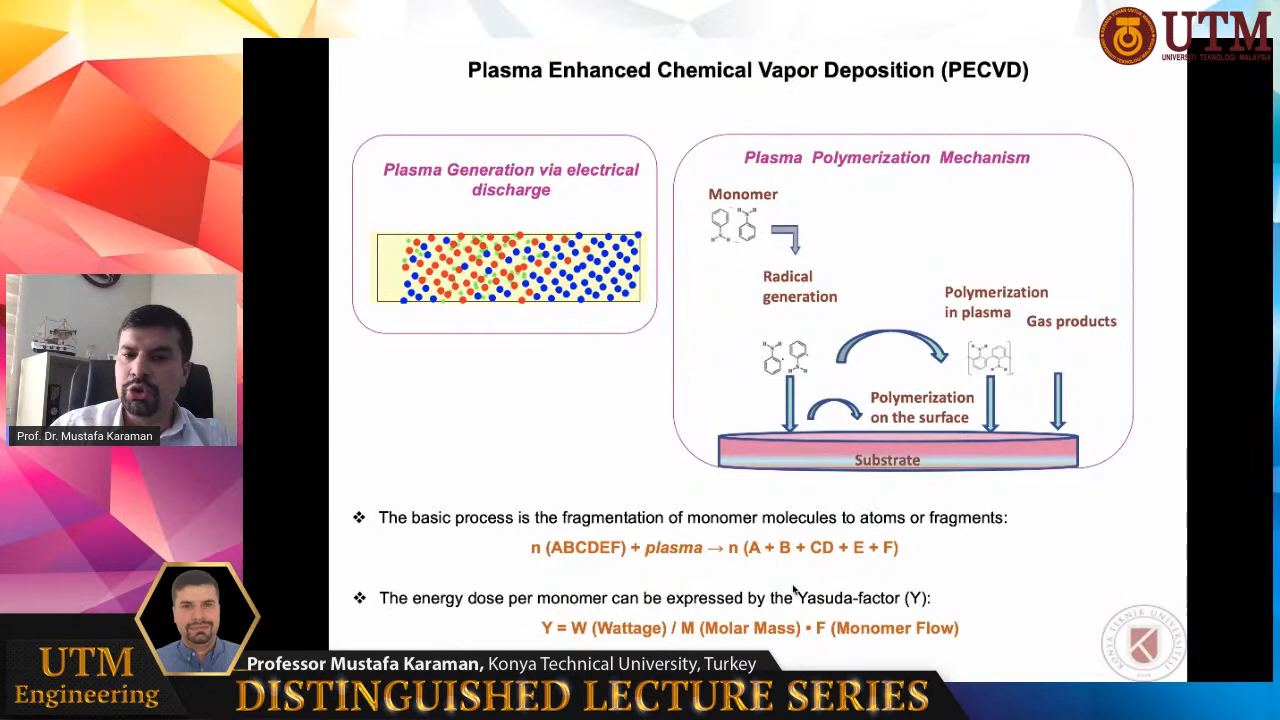 UTM
UNIVERSITI TEKNOLOGI MALAYSIA
Plasma Enhanced Chemical Vapor Deposition (PECVD)
Plasma Generation via electrical
discharge
Plasma Polymerization Mechanism
Monomer
Radical
generation
Polymerization
in plasma
Gas products
Polymerization
on the surface
Substrate
Prof. Dr. Mustafa Karaman
❖ The basic process is the fragmentation of monomer molecules to atoms or fragments:
n (ABCDEF) + plasma → n (A + B + CD + E + F)
❖ The energy dose per monomer can be expressed by the Yasuda-factor (Y):
Y = W (Wattage) / M (Molar Mass) • F (Monomer Flow)
Professor Mustafa Karaman, Konya Technical University, Turkey
UTM
Engineering
DISTINGUISHED LECTURE SERIES